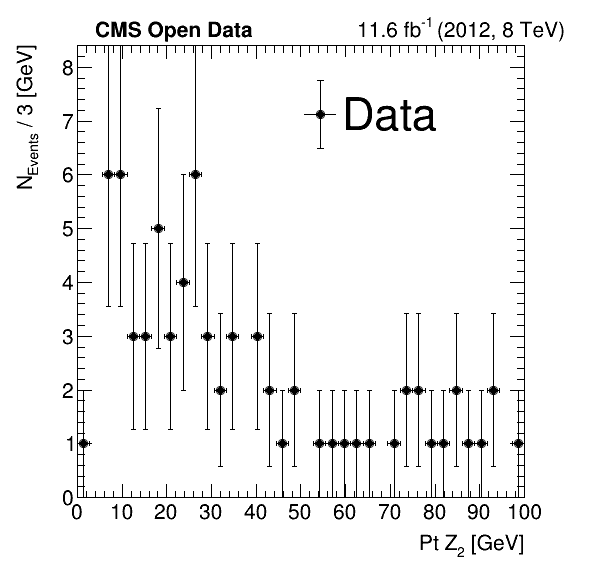 CMS Open Data 11.6 fb⁻¹ (2012, 8 TeV)
N_Events / 3 [GeV]
Data
8
7
6
5
4
3
2
1
0
0 10 20 30 40 50 60 70 80 90 100
Pt Z₂ [GeV]